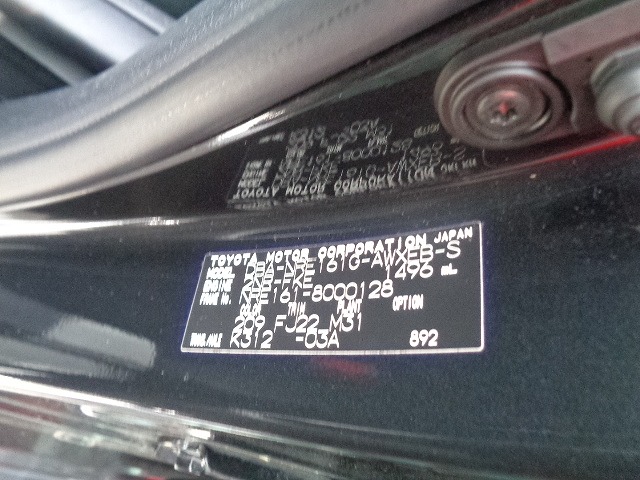 TOYOTA MOTOR CORPORATION JAPAN
MODEL DBA-NRE161G-AWXEB-S
ENGINE 2NR-FKE 1496 mL
FRAME No. NRE161-8000128
COLOR TRIM PLANT OPTION
209 FJ22 M31
TRANS./AXLE K312 -03A 892